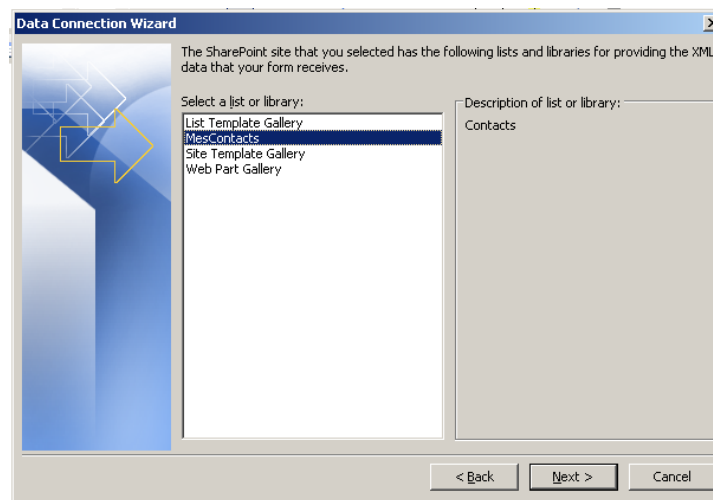 Data Connection Wizard
The SharePoint site that you selected has the following lists and libraries for providing the XML
data that your form receives.
Select a list or library:
List Template Gallery
MesContacts
Site Template Gallery
Web Part Gallery
Description of list or library:
Contacts
< Back
Next >
Cancel